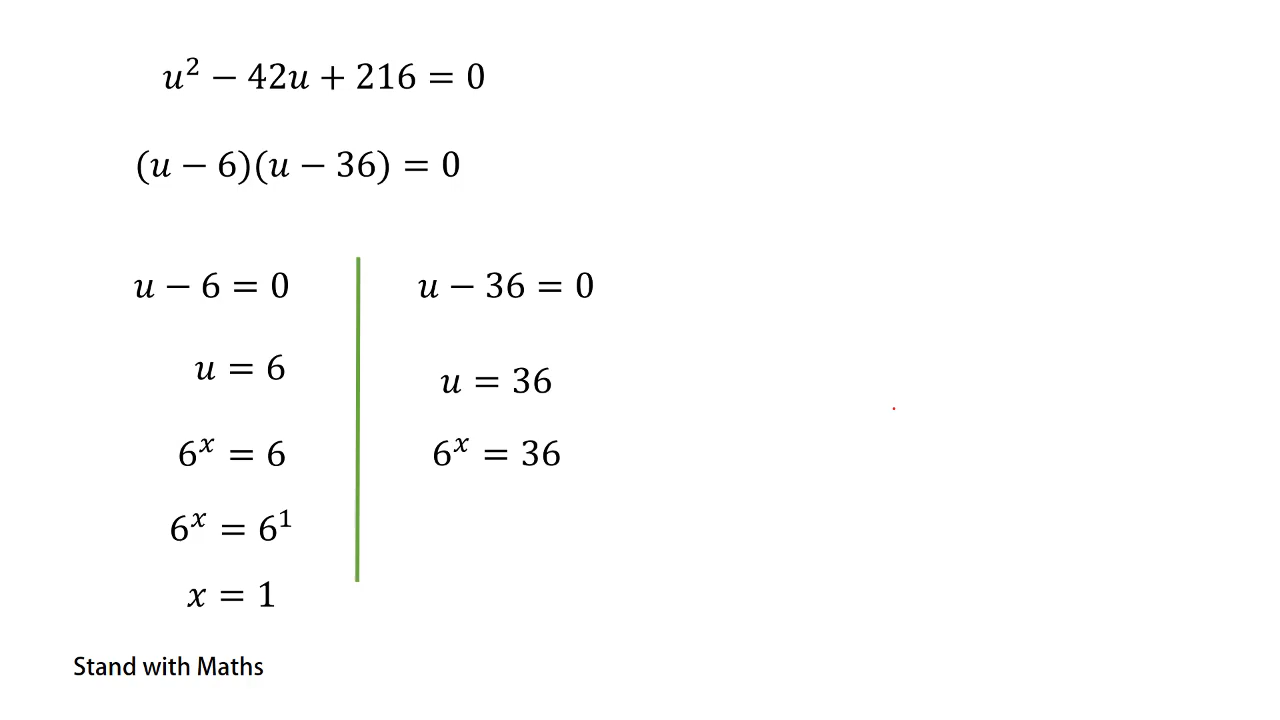 u² − 42u + 216 = 0
(u − 6)(u − 36) = 0
u − 6 = 0
u = 6
6ˣ = 6
6ˣ = 6¹
x = 1
u − 36 = 0
u = 36
6ˣ = 36
Stand with Maths